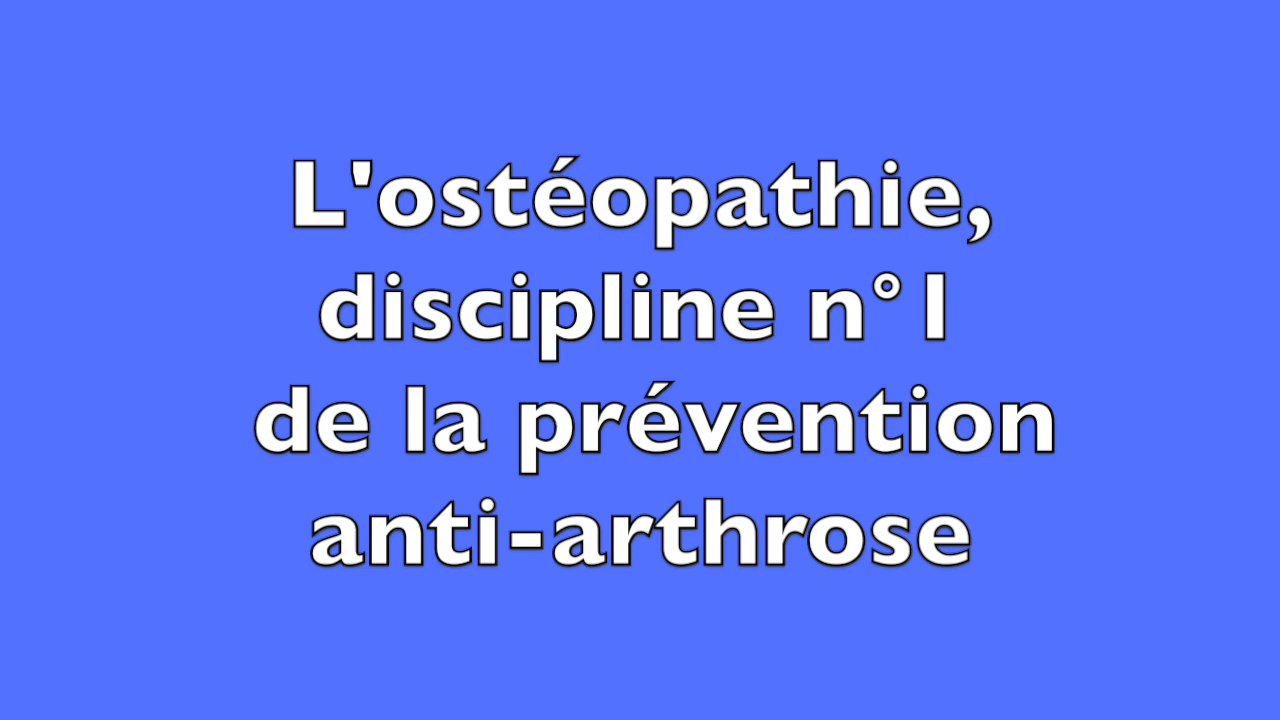 L'ostéopathie,
discipline n°1
de la prévention
anti-arthrose